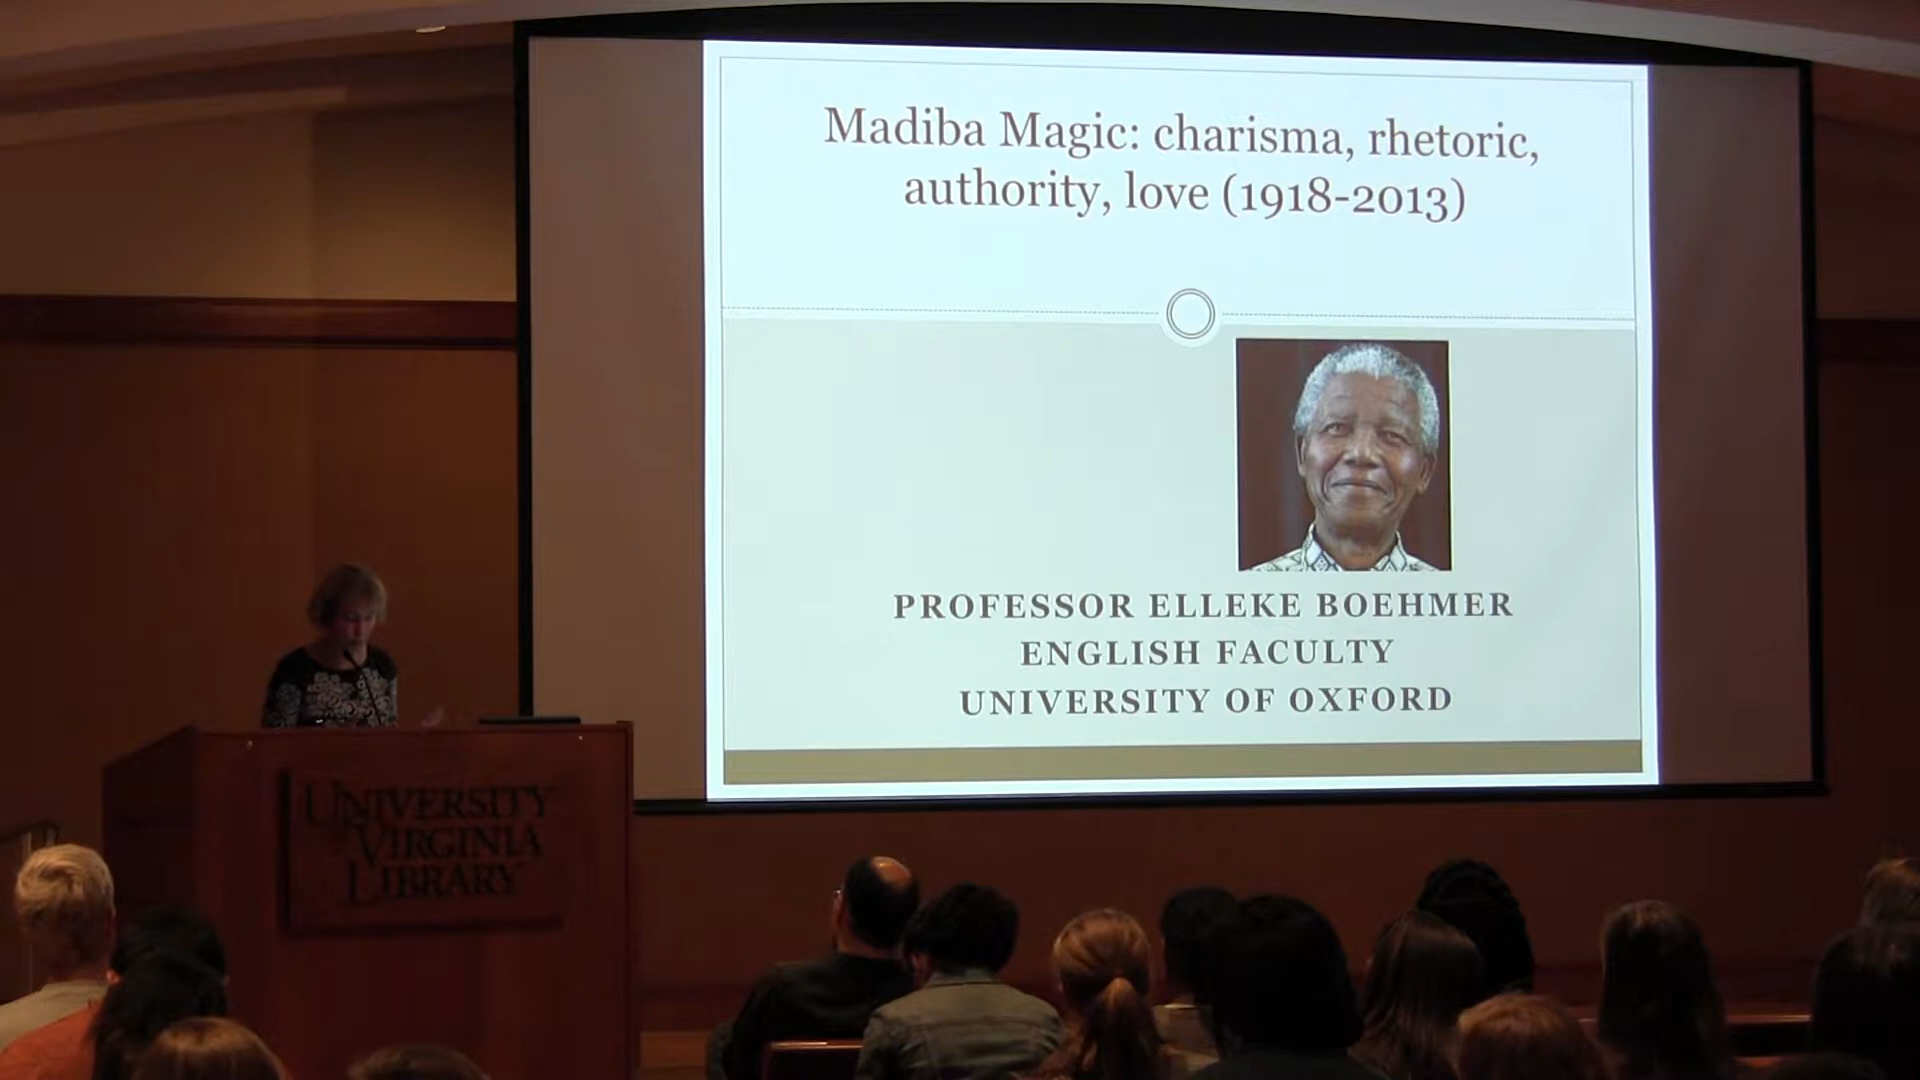 Madiba Magic: charisma, rhetoric,
authority, love (1918-2013)
PROFESSOR ELLEKE BOEHMER
ENGLISH FACULTY
UNIVERSITY OF OXFORD
UNIVERSITY
OF VIRGINIA
LIBRARY